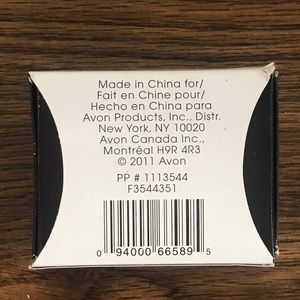 Made in China for/
Fait en Chine pour/
Hecho en China para
Avon Products, Inc., Distr.
New York, NY 10020
Avon Canada Inc.,
Montréal H9R 4R3
© 2011 Avon
PP # 1113544
F3544351
0 94000 66589 5